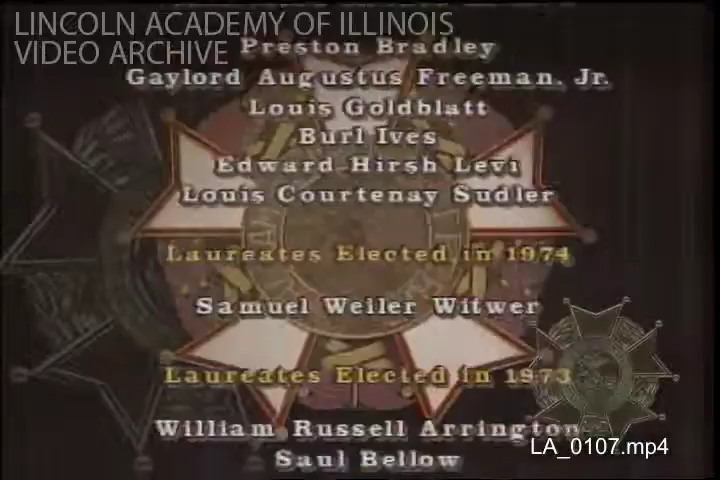 LINCOLN ACADEMY OF ILLINOIS
VIDEO ARCHIVE
Preston Bradley
Gaylord Augustus Freeman, Jr.
Louis Goldblatt
Burl Ives
Edward Hirsh Levi
Louis Courtenay Sudler
Laureates Elected in 1974
Samuel Weiler Witwer
Laureates Elected in 1973
William Russell Arrington
Saul Bellow
LA_0107.mp4